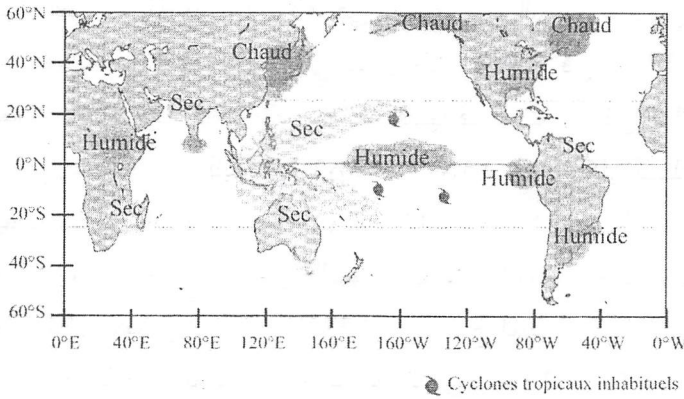 60°N
Chaud
Chaud
Chaud
40°N
Humide
Sec
20°N
Sec
Humide
Sec
Humide
0°N
Humide
Sec
Sec
20°S
Humide
40°S
60°S
0°E 40°E 80°E 120°E 160°E 160°W 120°W 80°W 40°W 0°W
Cyclones tropicaux inhabituels